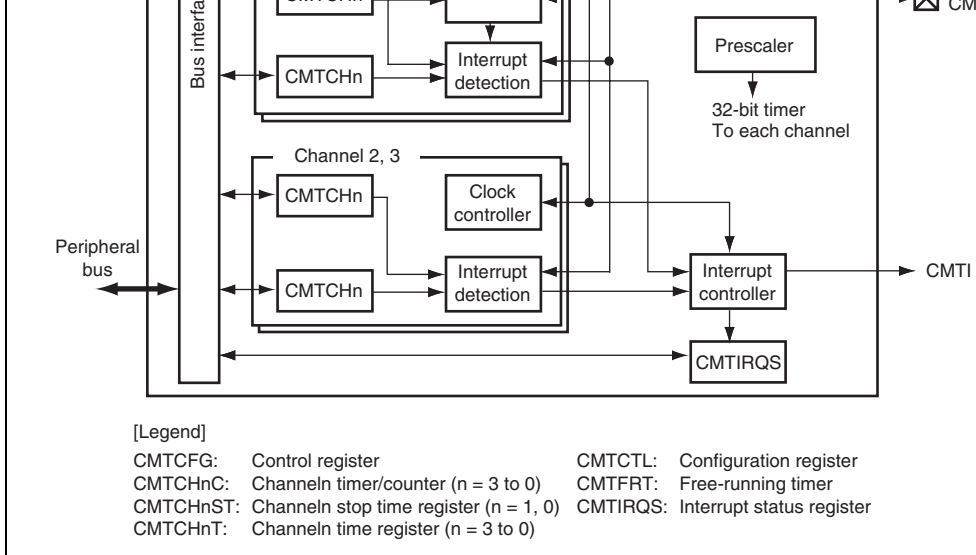 CM
Bus interfa
Interrupt
detection
CMTCHn
Prescaler
32-bit timer
To each channel
Channel 2, 3
CMTCHn
Clock
controller
Peripheral
bus
CMTCHn
Interrupt
detection
Interrupt
controller
CMTI
CMTIRQS
[Legend]
CMTCFG: Control register CMTCTL: Configuration register
CMTCHnC: Channeln timer/counter (n = 3 to 0) CMTFRT: Free-running timer
CMTCHnST: Channeln stop time register (n = 1, 0) CMTIRQS: Interrupt status register
CMTCHnT: Channeln time register (n = 3 to 0)